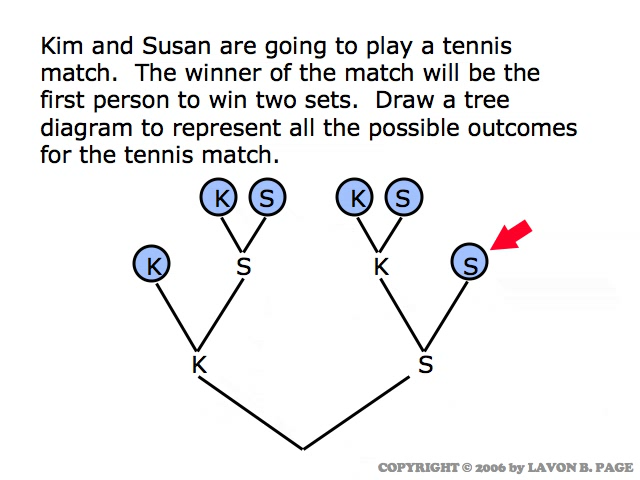 Kim and Susan are going to play a tennis
match.  The winner of the match will be the
first person to win two sets.  Draw a tree
diagram to represent all the possible outcomes
for the tennis match.
K S K S
K S K S
K S
COPYRIGHT © 2006 by LAVON B. PAGE